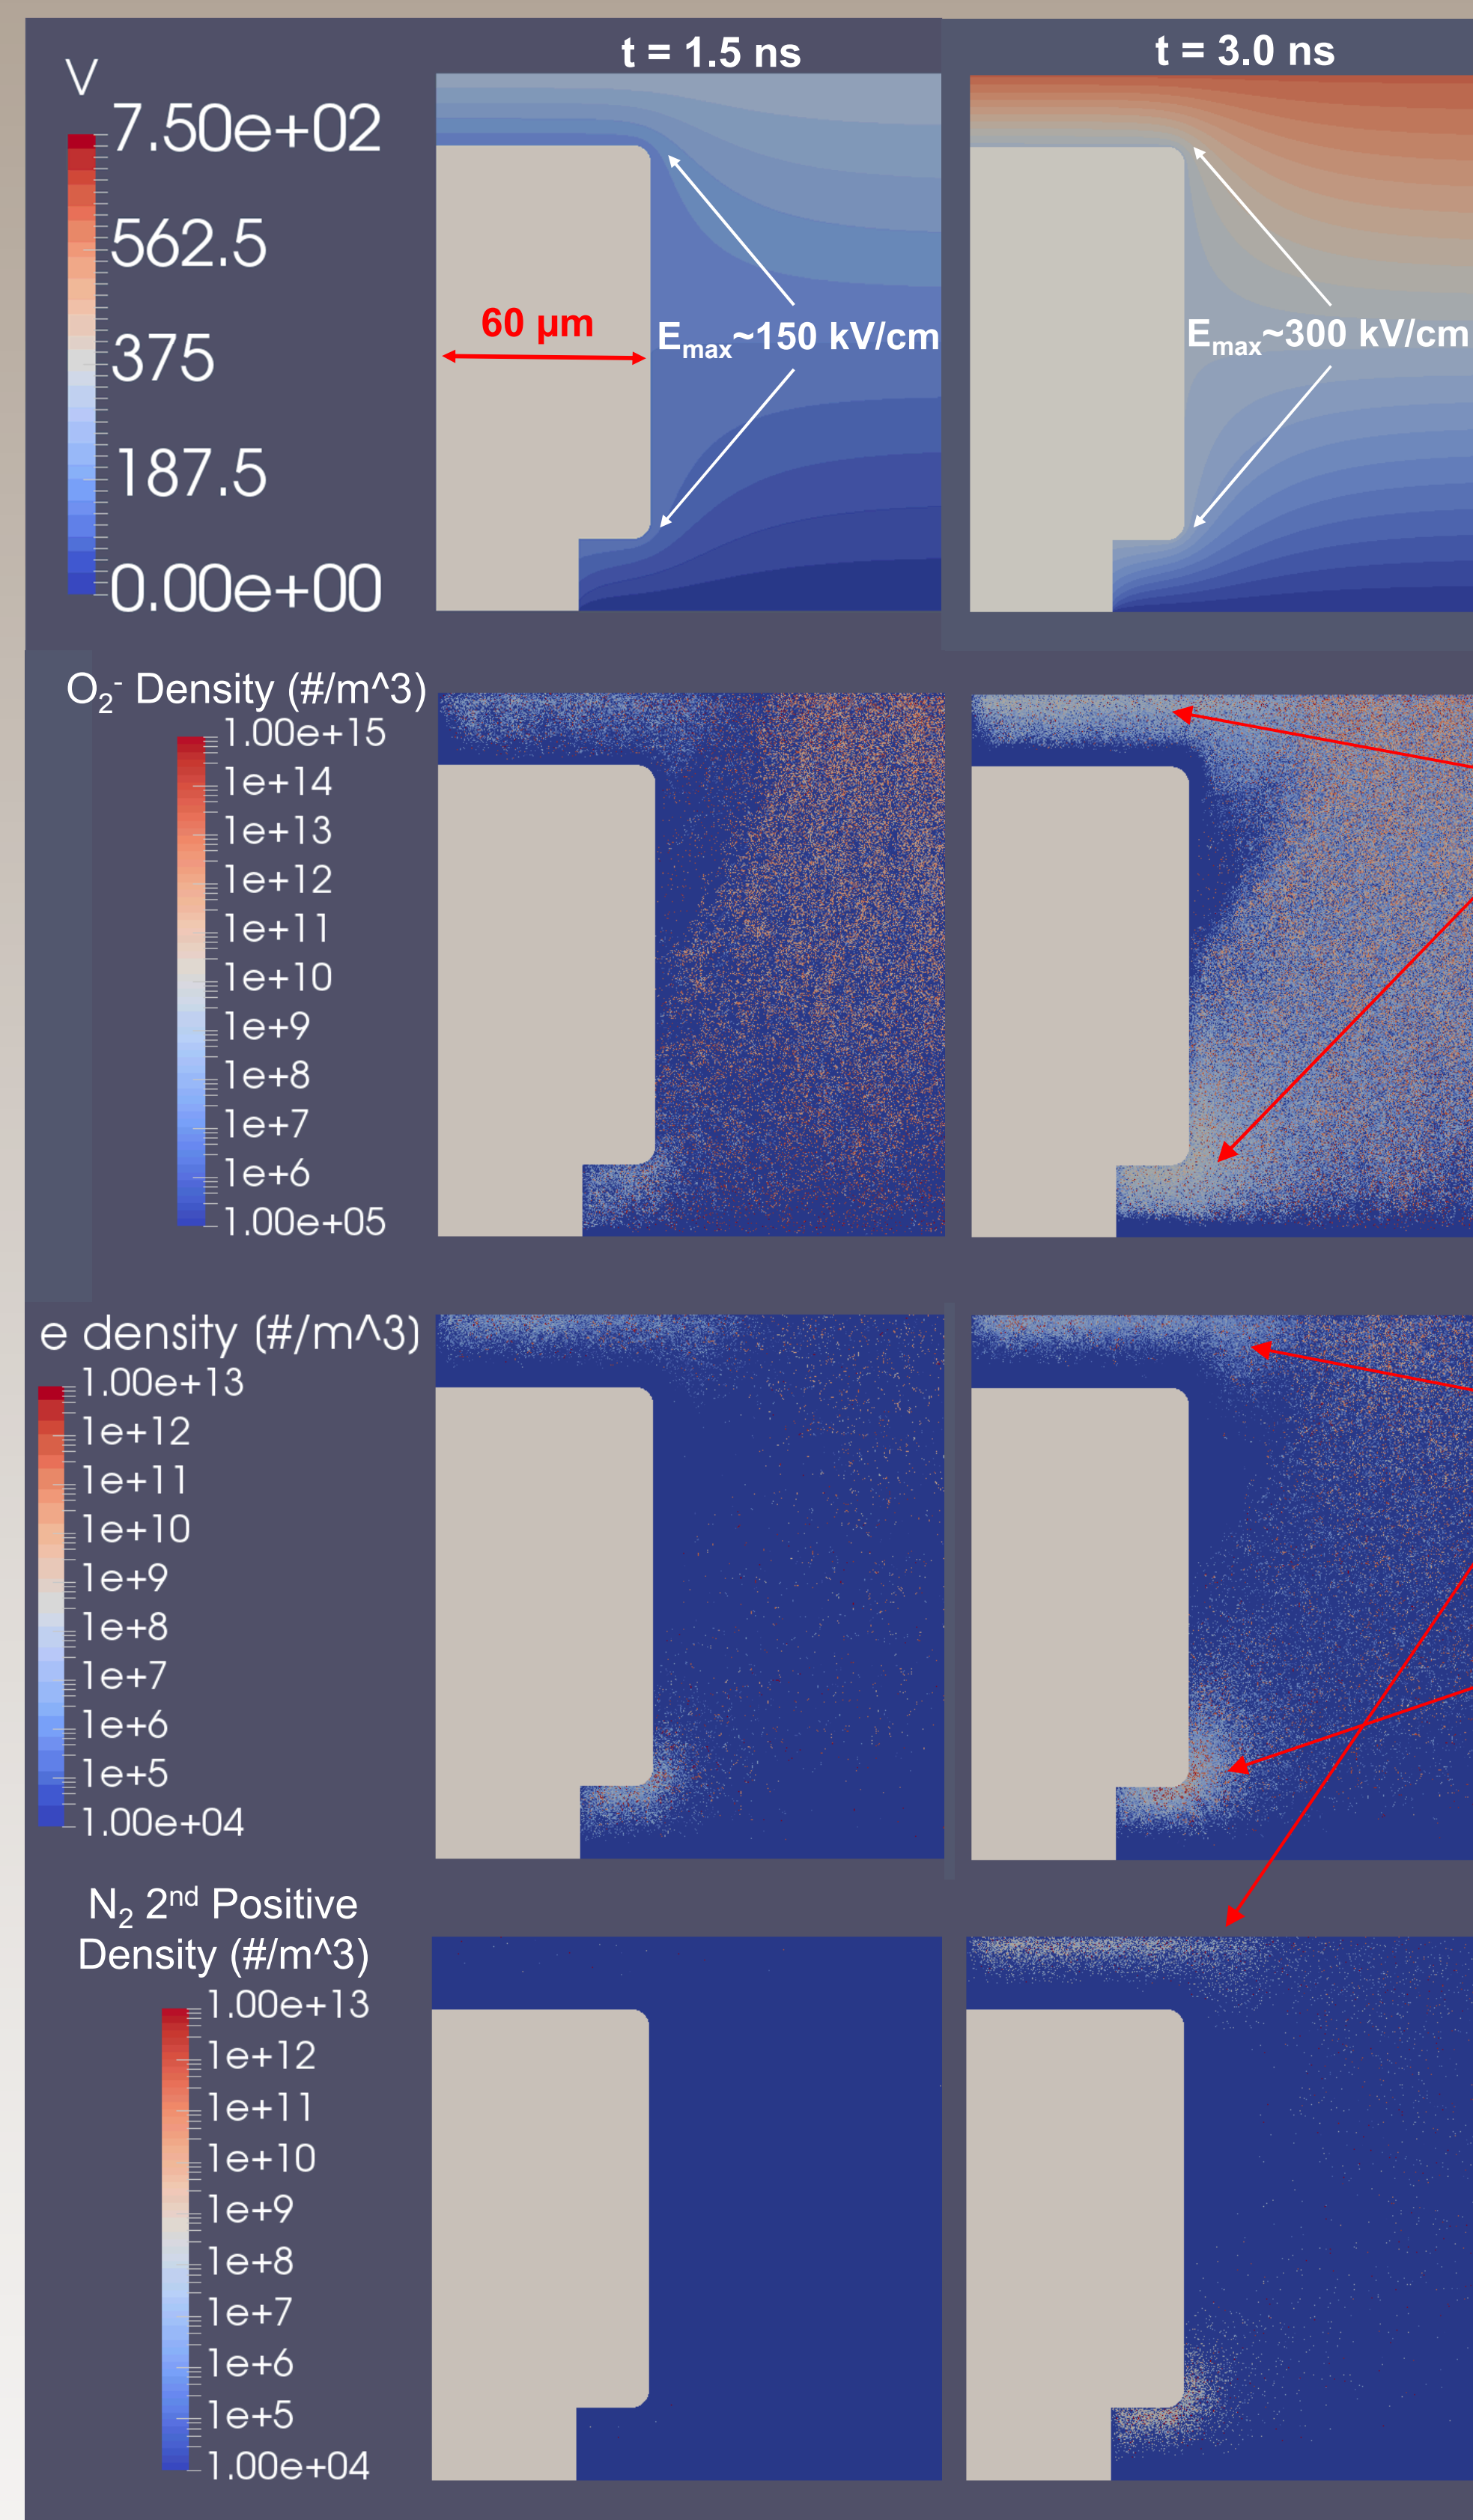 t = 1.5 ns
t = 3.0 ns
V
7.50e+02
562.5
375
187.5
0.00e+00
60 µm
Emax~150 kV/cm
Emax~300 kV/cm
O2- Density (#/m^3)
1.00e+15
1e+14
1e+13
1e+12
1e+11
1e+10
1e+9
1e+8
1e+7
1e+6
1.00e+05
e density (#/m^3)
1.00e+13
1e+12
1e+11
1e+10
1e+9
1e+8
1e+7
1e+6
1e+5
1.00e+04
N2 2nd Positive
Density (#/m^3)
1.00e+13
1e+12
1e+11
1e+10
1e+9
1e+8
1e+7
1e+6
1e+5
1.00e+04